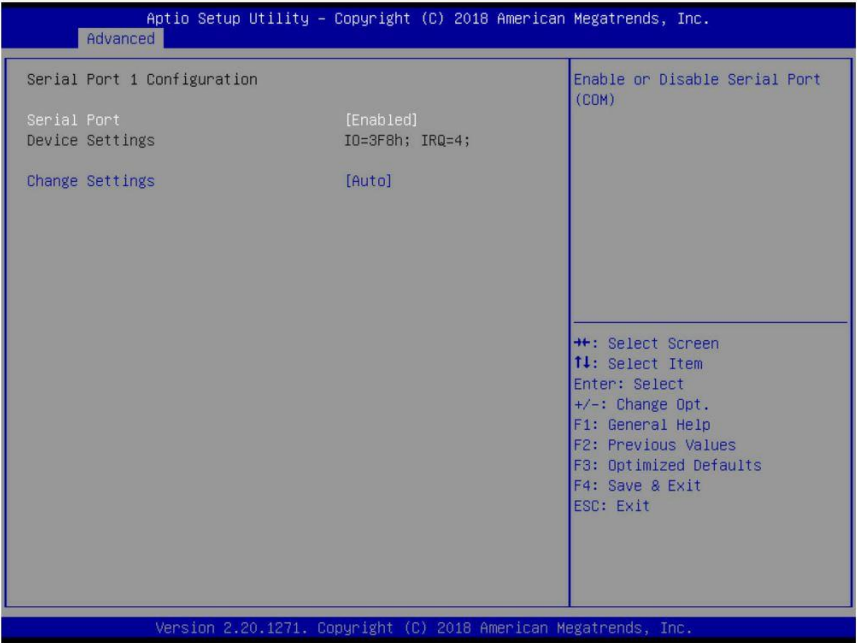 Aptio Setup Utility – Copyright (C) 2018 American Megatrends, Inc.
Advanced
Serial Port 1 Configuration
Serial Port [Enabled]
Device Settings IO=3F8h; IRQ=4;
Change Settings [Auto]
Enable or Disable Serial Port
(COM)
→←: Select Screen
↑↓: Select Item
Enter: Select
+/-: Change Opt.
F1: General Help
F2: Previous Values
F3: Optimized Defaults
F4: Save & Exit
ESC: Exit
Version 2.20.1271. Copyright (C) 2018 American Megatrends, Inc.